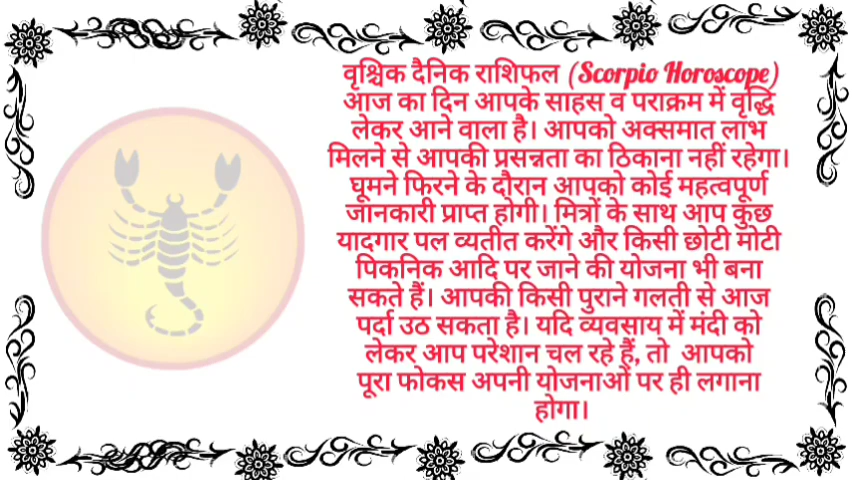 वृश्चिक दैनिक राशिफल (Scorpio Horoscope)
आज का दिन आपके साहस व पराक्रम में वृद्धि
लेकर आने वाला है। आपको अक्समात लाभ
मिलने से आपकी प्रसन्नता का ठिकाना नहीं रहेगा।
घूमने फिरने के दौरान आपको कोई महत्वपूर्ण
जानकारी प्राप्त होगी। मित्रों के साथ आप कुछ
यादगार पल व्यतीत करेंगे और किसी छोटी मोटी
पिकनिक आदि पर जाने की योजना भी बना
सकते हैं। आपकी किसी पुराने गलती से आज
पर्दा उठ सकता है। यदि व्यवसाय में मंदी को
लेकर आप परेशान चल रहे हैं, तो आपको
पूरा फोकस अपनी योजनाओं पर ही लगाना
होगा।